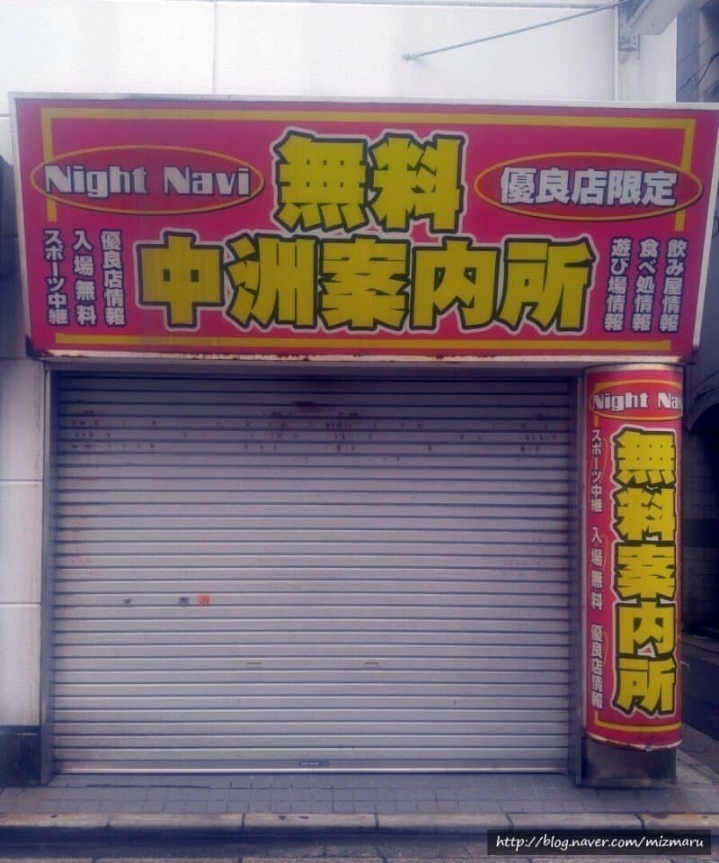 Night Navi
無料
優良店限定
中洲案内所
優良店情報
入場無料
スポーツ中継
飲み屋情報
食べ処情報
遊び場情報
Night Na
無料案内所
スポーツ中継 入場無料 優良店情報
http://blog.naver.com/mizmaru